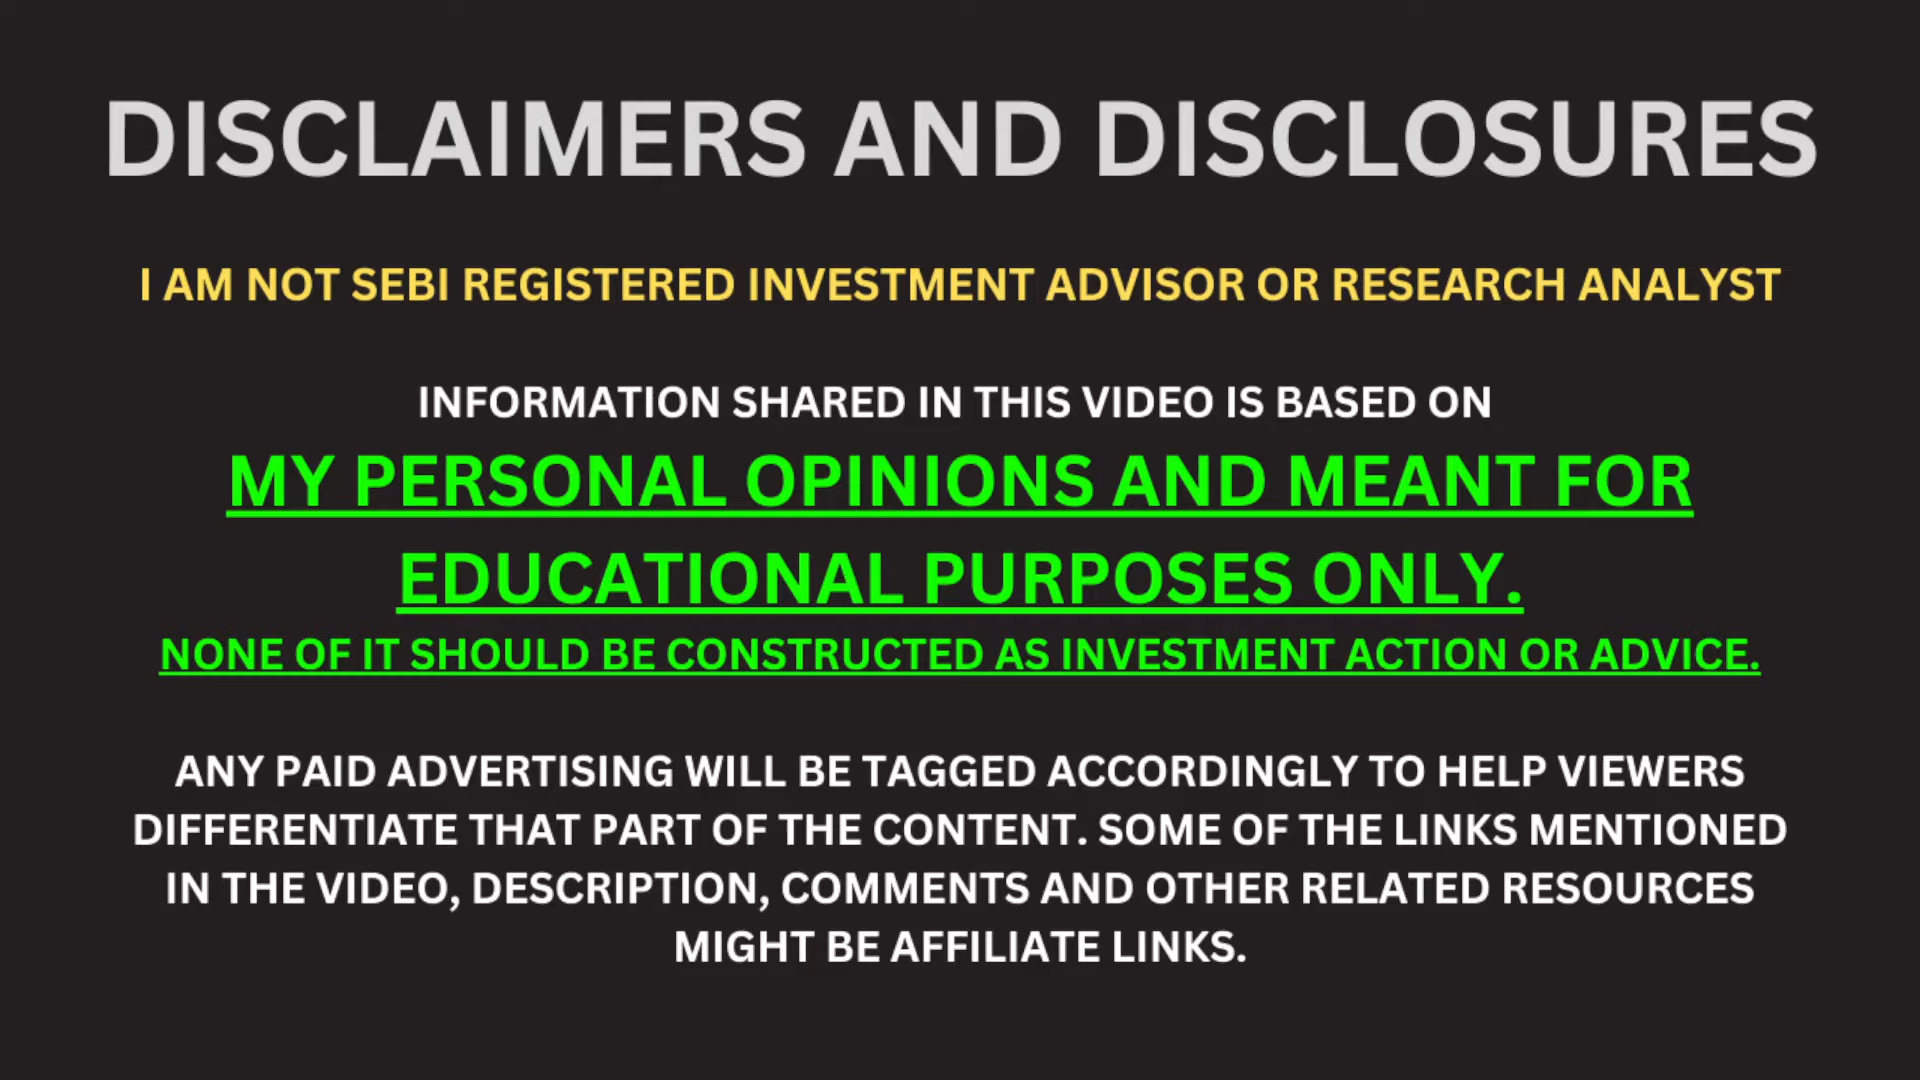 DISCLAIMERS AND DISCLOSURES
I AM NOT SEBI REGISTERED INVESTMENT ADVISOR OR RESEARCH ANALYST
INFORMATION SHARED IN THIS VIDEO IS BASED ON
MY PERSONAL OPINIONS AND MEANT FOR
EDUCATIONAL PURPOSES ONLY.
NONE OF IT SHOULD BE CONSTRUCTED AS INVESTMENT ACTION OR ADVICE.
ANY PAID ADVERTISING WILL BE TAGGED ACCORDINGLY TO HELP VIEWERS
DIFFERENTIATE THAT PART OF THE CONTENT. SOME OF THE LINKS MENTIONED
IN THE VIDEO, DESCRIPTION, COMMENTS AND OTHER RELATED RESOURCES
MIGHT BE AFFILIATE LINKS.